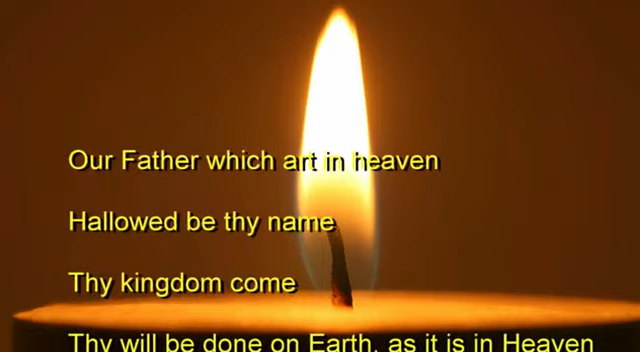 Our Father which art in heaven
Hallowed be thy name
Thy kingdom come
Thy will be done on Earth, as it is in Heaven